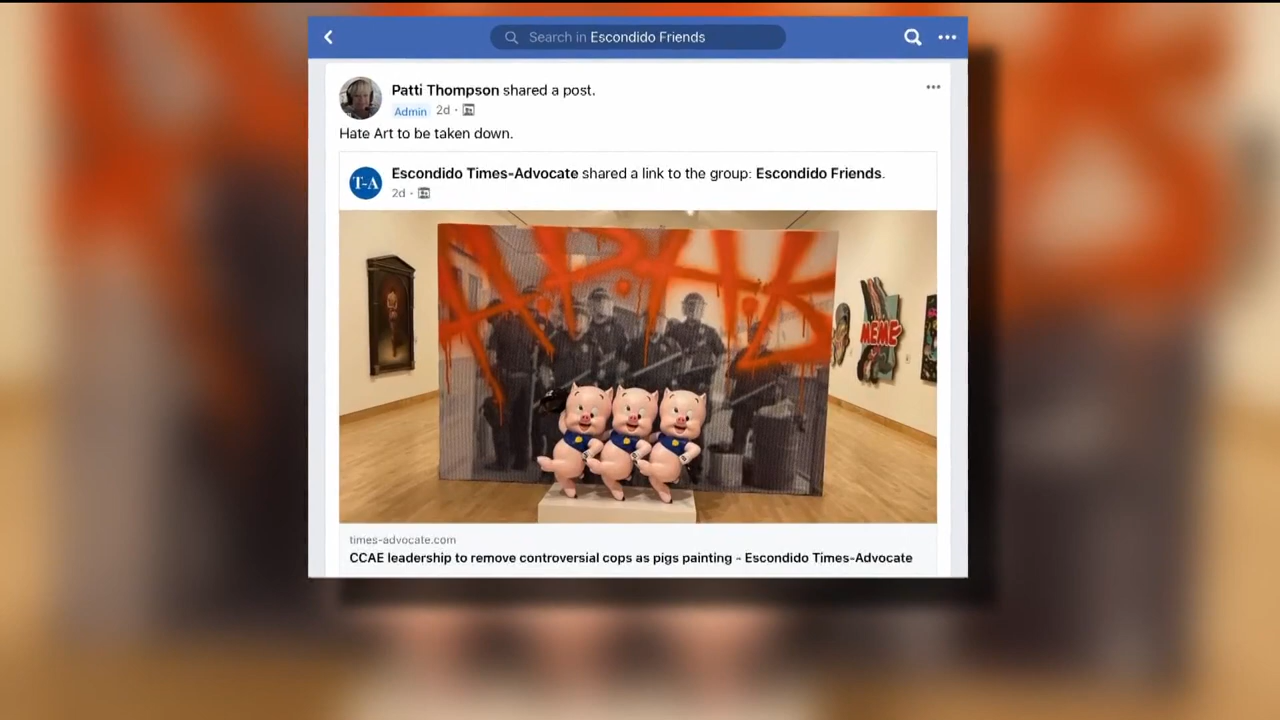 Search in Escondido Friends
Patti Thompson shared a post.
Admin 2d ·
Hate Art to be taken down.
T-A
Escondido Times-Advocate shared a link to the group: Escondido Friends.
2d ·
A.P.A.B
MEME
times-advocate.com
CCAE leadership to remove controversial cops as pigs painting - Escondido Times-Advocate